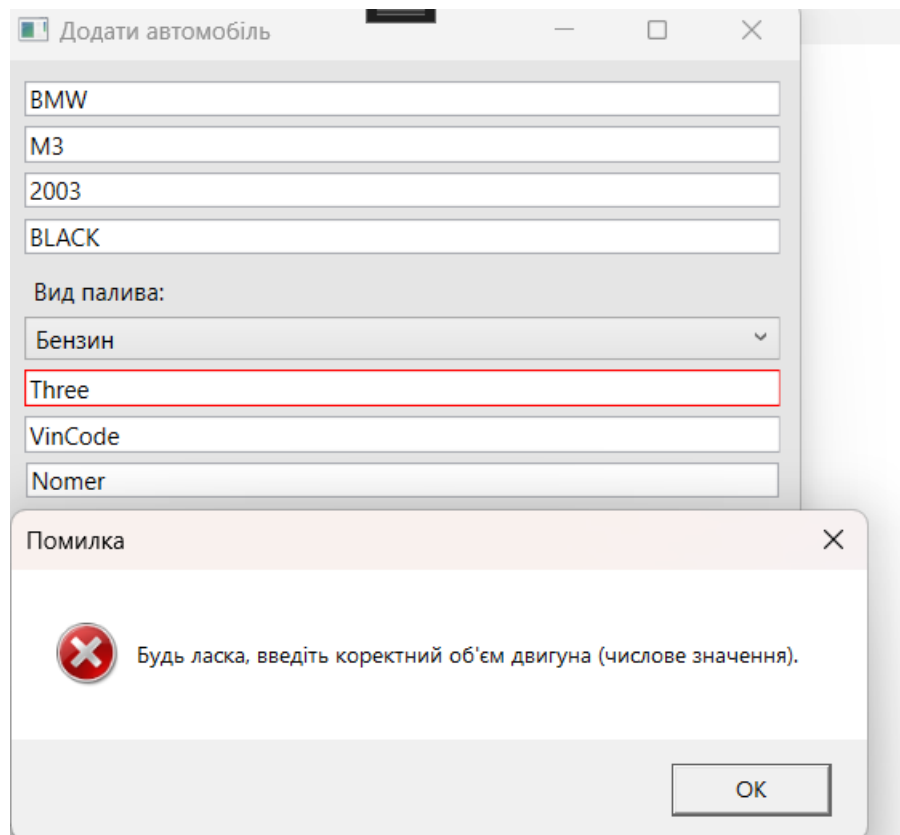 Додати автомобіль
BMW
M3
2003
BLACK
Вид палива:
Бензин
Three
VinCode
Nomer
Помилка
Будь ласка, введіть коректний об'єм двигуна (числове значення).
OK